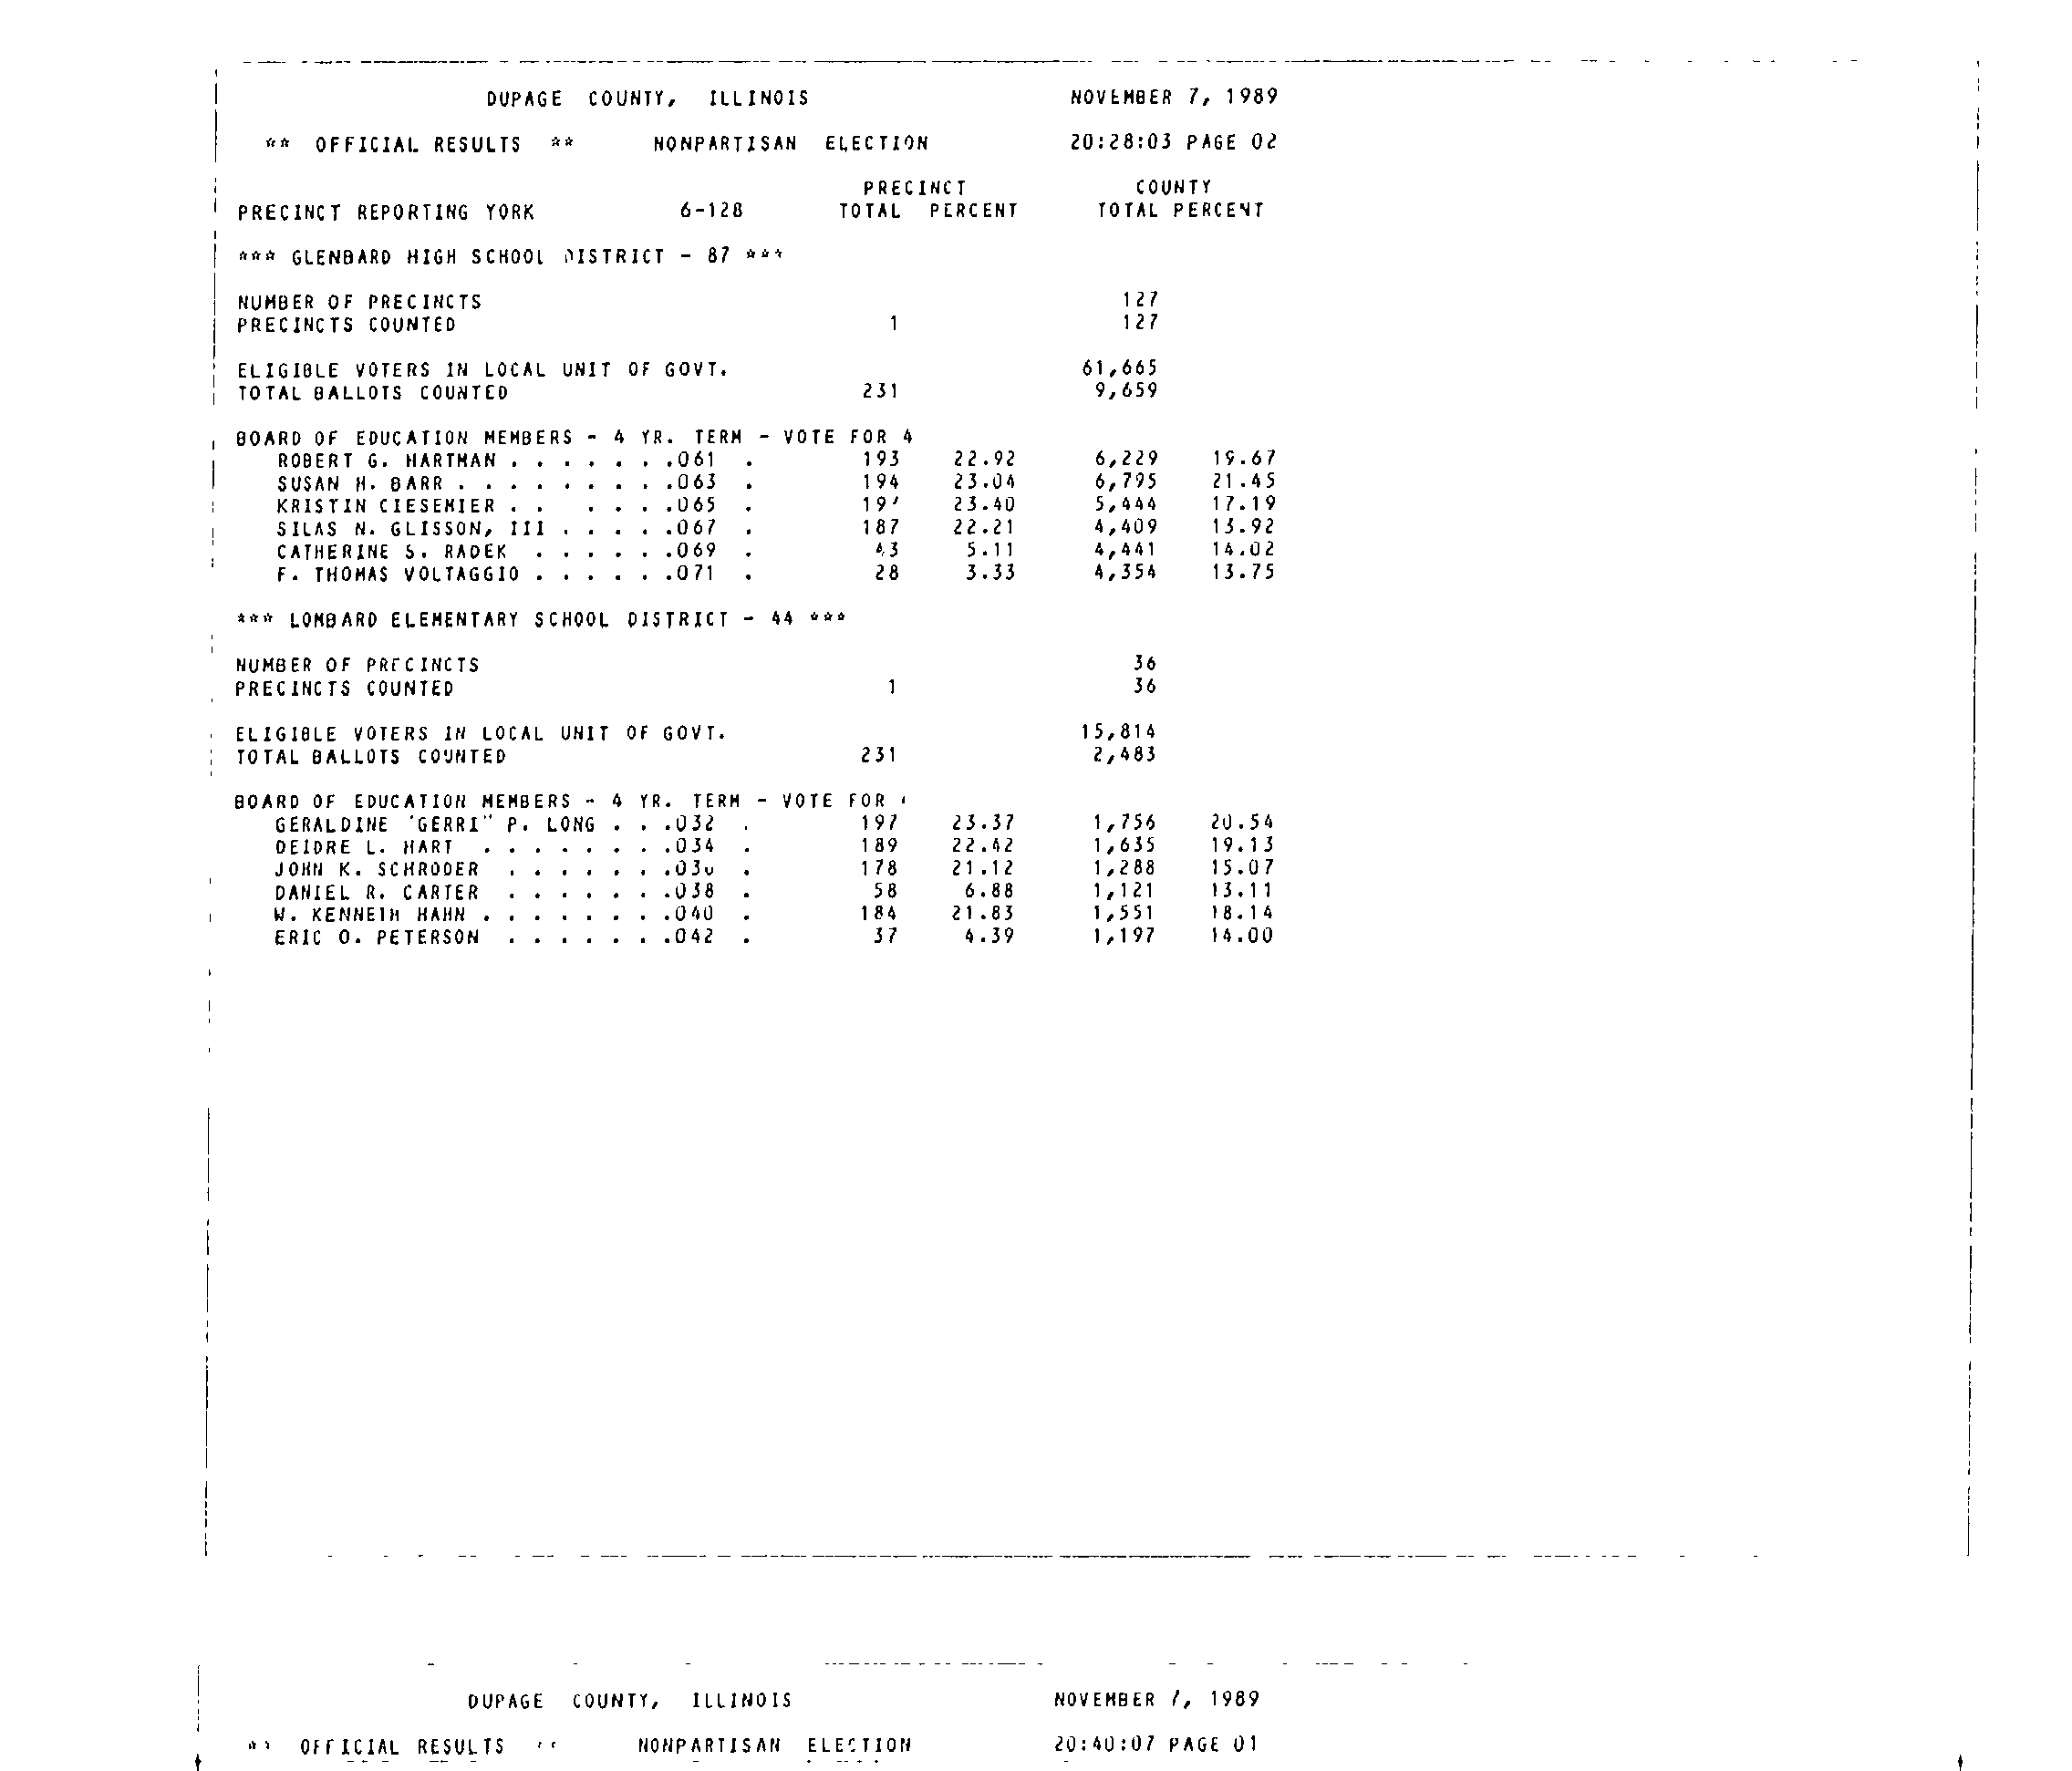 DUPAGE COUNTY, ILLINOIS NOVEMBER 7, 1989
** OFFICIAL RESULTS ** NONPARTISAN ELECTION 20:28:03 PAGE 02
PRECINCT COUNTY
PRECINCT REPORTING YORK 6-128 TOTAL PERCENT TOTAL PERCENT
*** GLENBARD HIGH SCHOOL DISTRICT - 87 ***
NUMBER OF PRECINCTS 127
PRECINCTS COUNTED 1 127
ELIGIBLE VOTERS IN LOCAL UNIT OF GOVT. 61,665
TOTAL BALLOTS COUNTED 231 9,659
BOARD OF EDUCATION MEMBERS - 4 YR. TERM - VOTE FOR 4
ROBERT G. HARTMAN . . . . . . .061 . 193 22.92 6,229 19.67
SUSAN H. BARR . . . . . . . . .063 . 194 23.04 6,795 21.45
KRISTIN CIESEMIER . . . . . .065 . 23.40 5,444 17.19
SILAS N. GLISSON, III . . . . .067 . 187 22.21 4,409 13.92
CATHERINE S. RADEK . . . . . .069 . 43 5.11 4,441 14.02
F. THOMAS VOLTAGGIO . . . . . .071 . 28 3.33 4,354 13.75
*** LOMBARD ELEMENTARY SCHOOL DISTRICT - 44 ***
NUMBER OF PRECINCTS 36
PRECINCTS COUNTED 1 36
ELIGIBLE VOTERS IN LOCAL UNIT OF GOVT. 15,814
TOTAL BALLOTS COUNTED 231 2,483
BOARD OF EDUCATION MEMBERS - 4 YR. TERM - VOTE FOR
GERALDINE "GERRI" P. LONG . . .032 . 197 23.37 1,756 20.54
DEIDRE L. HART . . . . . . . .034 . 189 22.42 1,635 19.13
JOHN K. SCHRODER . . . . . . . . 178 21.12 1,288 15.07
DANIEL R. CARTER . . . . . . .038 . 58 6.88 1,121 13.11
W. KENNETH HAHN . . . . . . . .040 . 184 21.83 1,551 18.14
ERIC O. PETERSON . . . . . . .042 . 37 4.39 1,197 14.00
DUPAGE COUNTY, ILLINOIS NOVEMBER 7, 1989
OFFICIAL RESULTS NONPARTISAN ELECTION 20:40:07 PAGE 01